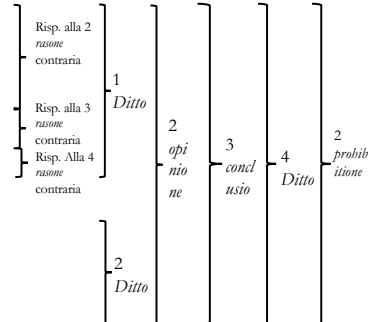 Risp. alla 2
rasone
contraria
Risp. alla 3
rasone
contraria
Risp. Alla 4
rasone
contraria
1
Ditto
2
Ditto
2
opi
nio
ne
3
concl
usio
4
Ditto
2
prohib
itione